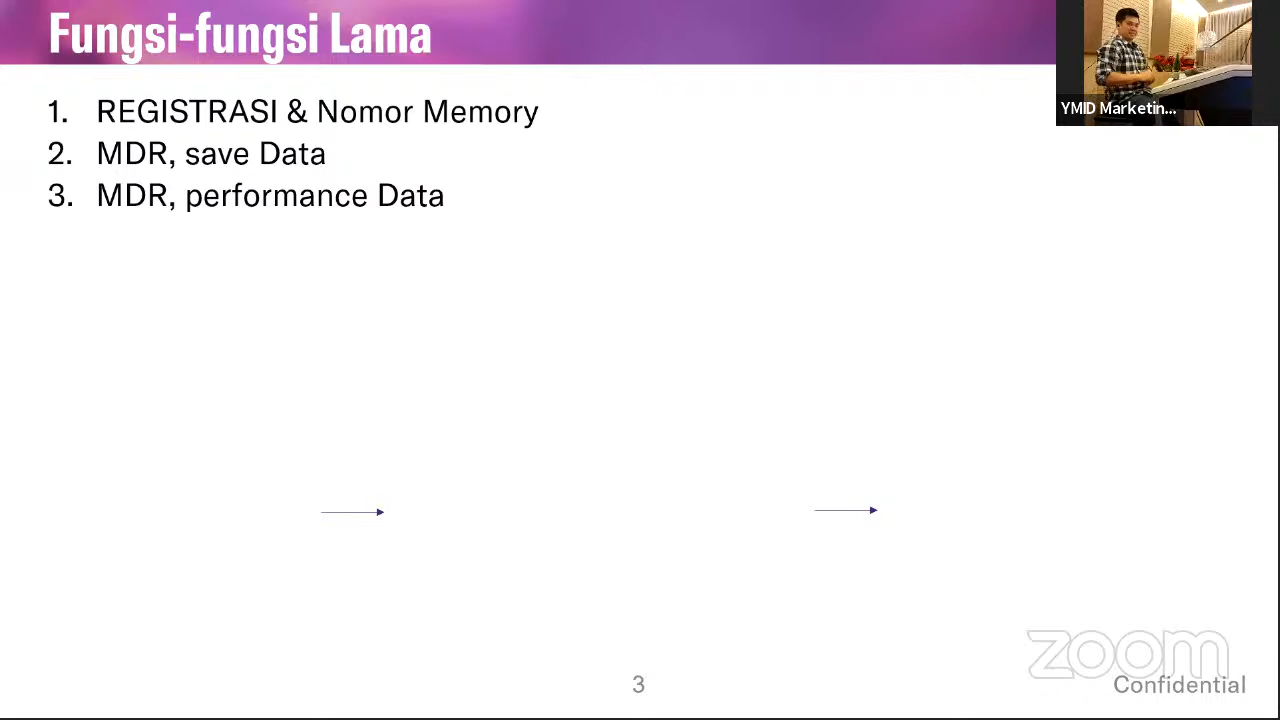 Fungsi-fungsi Lama
YMID Marketin...
1. REGISTRASI & Nomor Memory
2. MDR, save Data
3. MDR, performance Data
zoom
3
Confidential